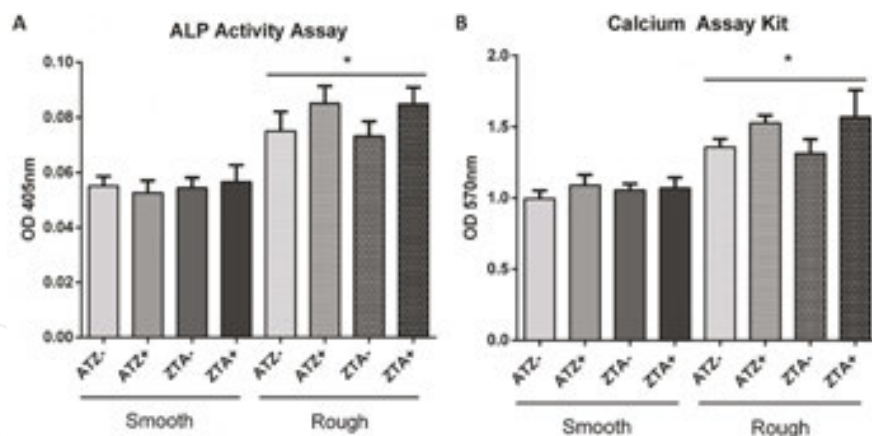 A
ALP Activity Assay
OD 405nm
0.10
0.08
0.06
0.04
0.02
0.00
*
ATZ-
ATZ+
ZTA-
ZTA+
ATZ-
ATZ+
ZTA-
ZTA+
Smooth
Rough
B
Calcium Assay Kit
OD 570nm
2.0
1.5
1.0
0.5
0.0
*
ATZ-
ATZ+
ZTA-
ZTA+
ATZ-
ATZ+
ZTA-
ZTA+
Smooth
Rough